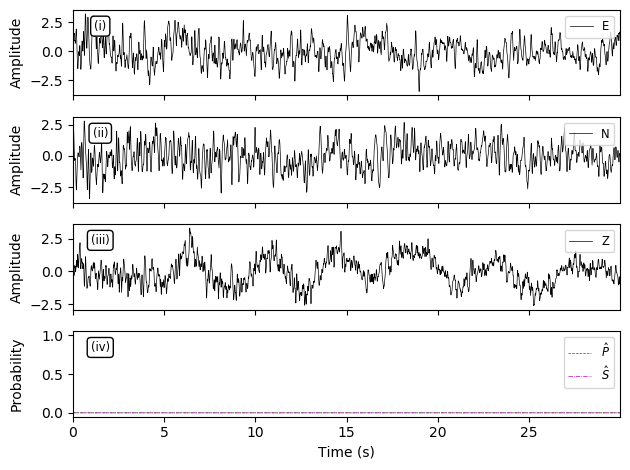 (i)
E
Amplitude
2.5
0.0
−2.5
(ii)
N
Amplitude
2.5
0.0
−2.5
(iii)
Z
Amplitude
2.5
0.0
−2.5
(iv)
P̂
Ŝ
Probability
1.0
0.5
0.0
0 5 10 15 20 25
Time (s)